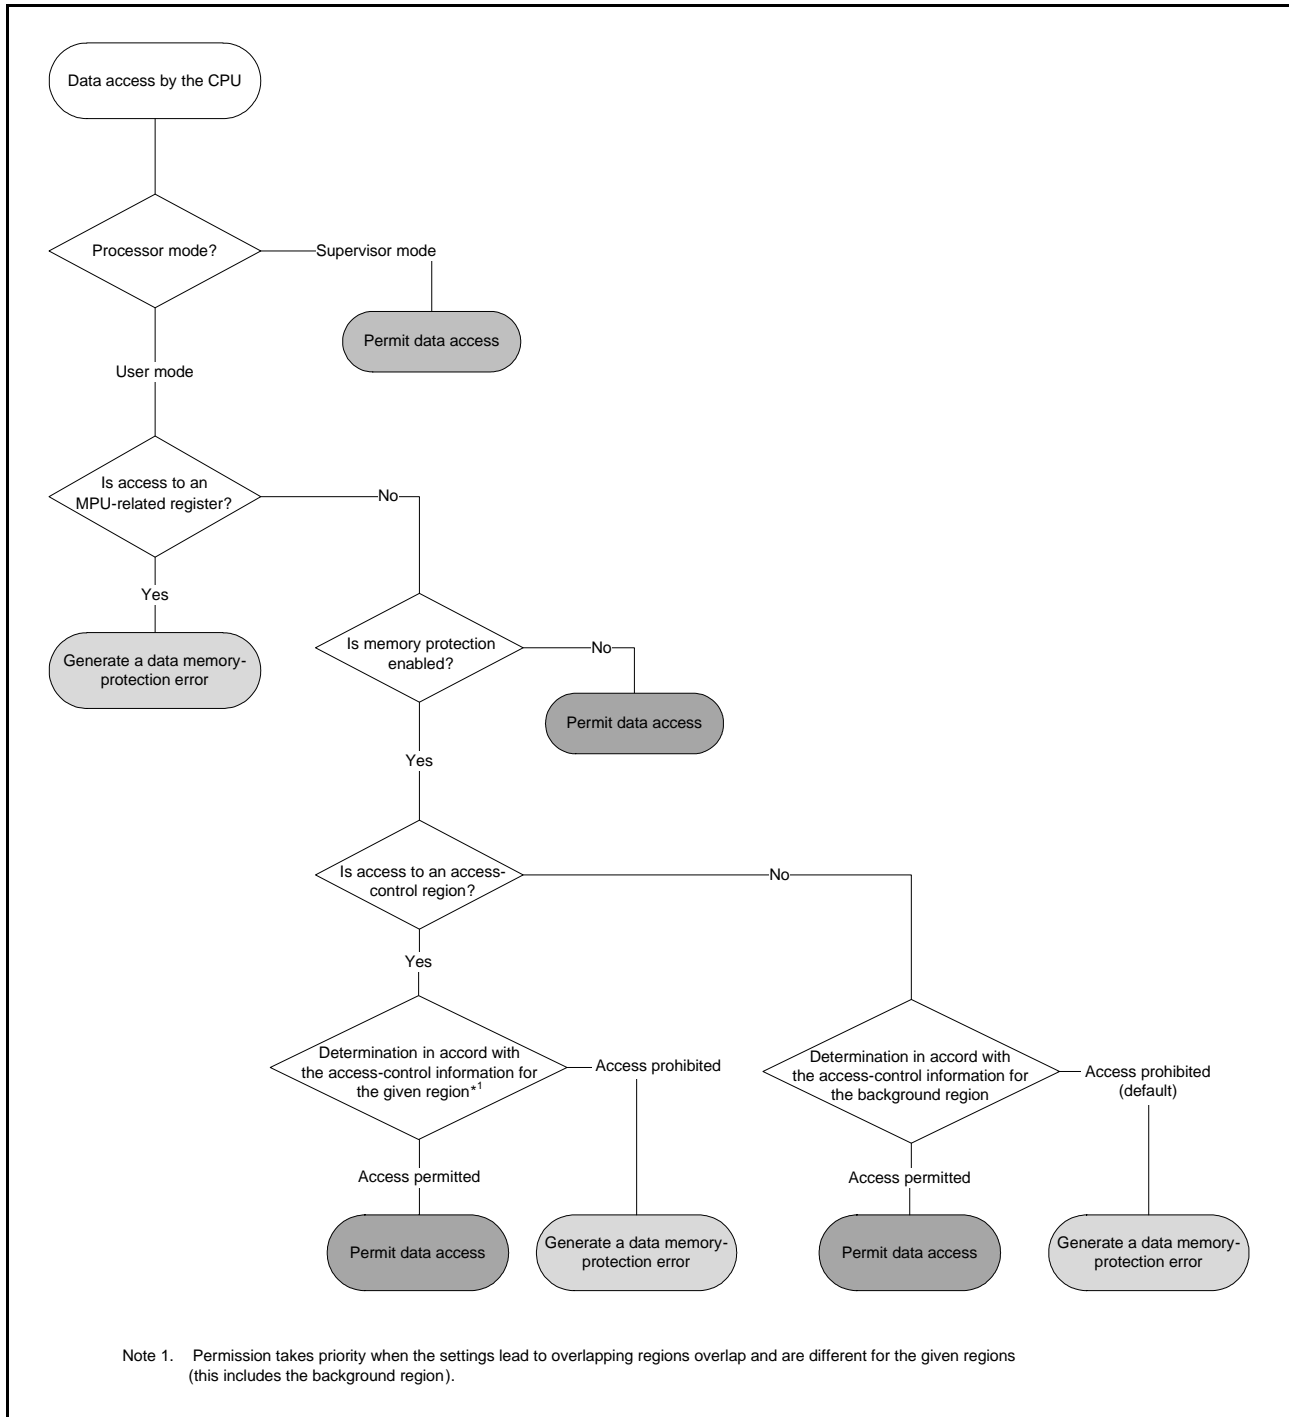 Data access by the CPU
Processor mode?
Supervisor mode
Permit data access
User mode
Is access to an
MPU-related register?
No
Yes
Generate a data memory-
protection error
Is memory protection
enabled?
No
Permit data access
Yes
Is access to an access-
control region?
No
Yes
Determination in accord with
the access-control information for
the given region*1
Access prohibited
Determination in accord with
the access-control information for
the background region
Access prohibited
(default)
Access permitted
Access permitted
Permit data access
Generate a data memory-
protection error
Permit data access
Generate a data memory-
protection error
Note 1. Permission takes priority when the settings lead to overlapping regions overlap and are different for the given regions
(this includes the background region).